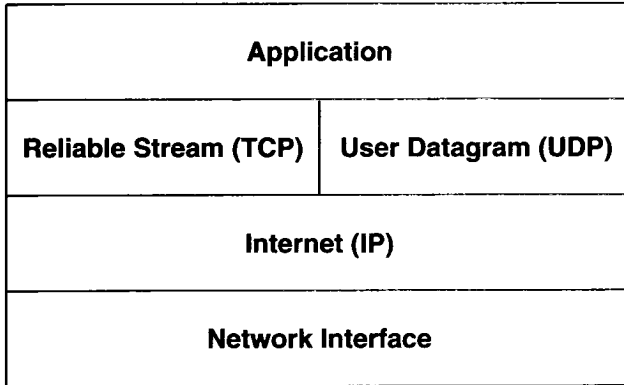 Application
Reliable Stream (TCP)
User Datagram (UDP)
Internet (IP)
Network Interface